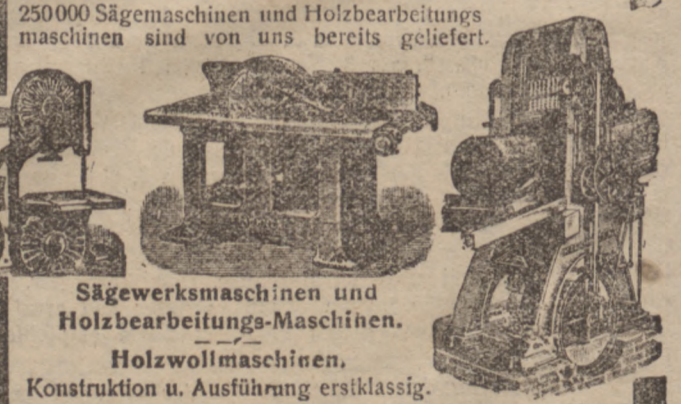 250000 Sägemaschinen und Holzbearbeitungs
maschinen sind von uns bereits geliefert.
Sägewerksmaschinen und
Holzbearbeitungs-Maschinen.
Holzwollmaschinen.
Konstruktion u. Ausführung erstklassig.